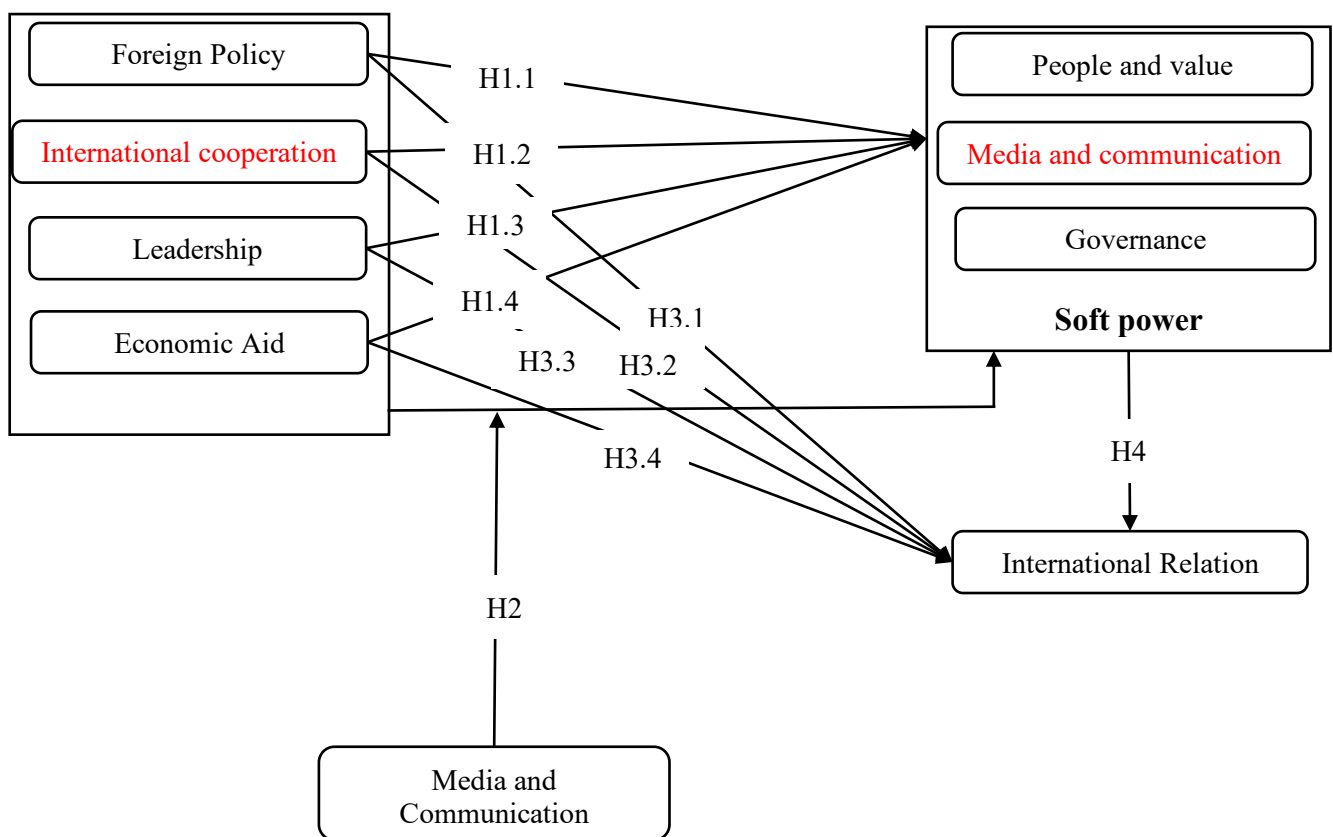 Foreign Policy
International cooperation
Leadership
Economic Aid
H1.1
H1.2
H1.3
H1.4
H3.1
H3.2
H3.3
H3.4
People and value
Media and communication
Governance
Soft power
H4
International Relation
H2
Media and
Communication